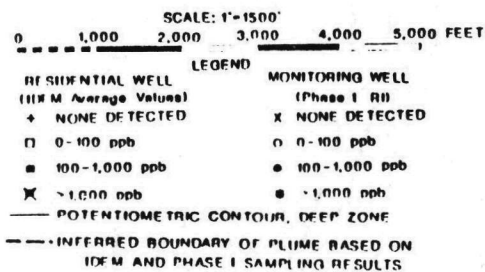 SCALE: 1"-1500'
0 1,000 2,000 3,000 4,000 5,000 FEET
LEGEND
RESIDENTIAL WELL
(IDEM Average Values)
+ NONE DETECTED
0-100 ppb
100-1,000 ppb
>1,000 ppb
MONITORING WELL
(Phase I RI)
x NONE DETECTED
0-100 ppb
100-1,000 ppb
>1,000 ppb
POTENTIOMETRIC CONTOUR, DEEP ZONE
INFERRED BOUNDARY OF PLUME BASED ON
IDEM AND PHASE I SAMPLING RESULTS